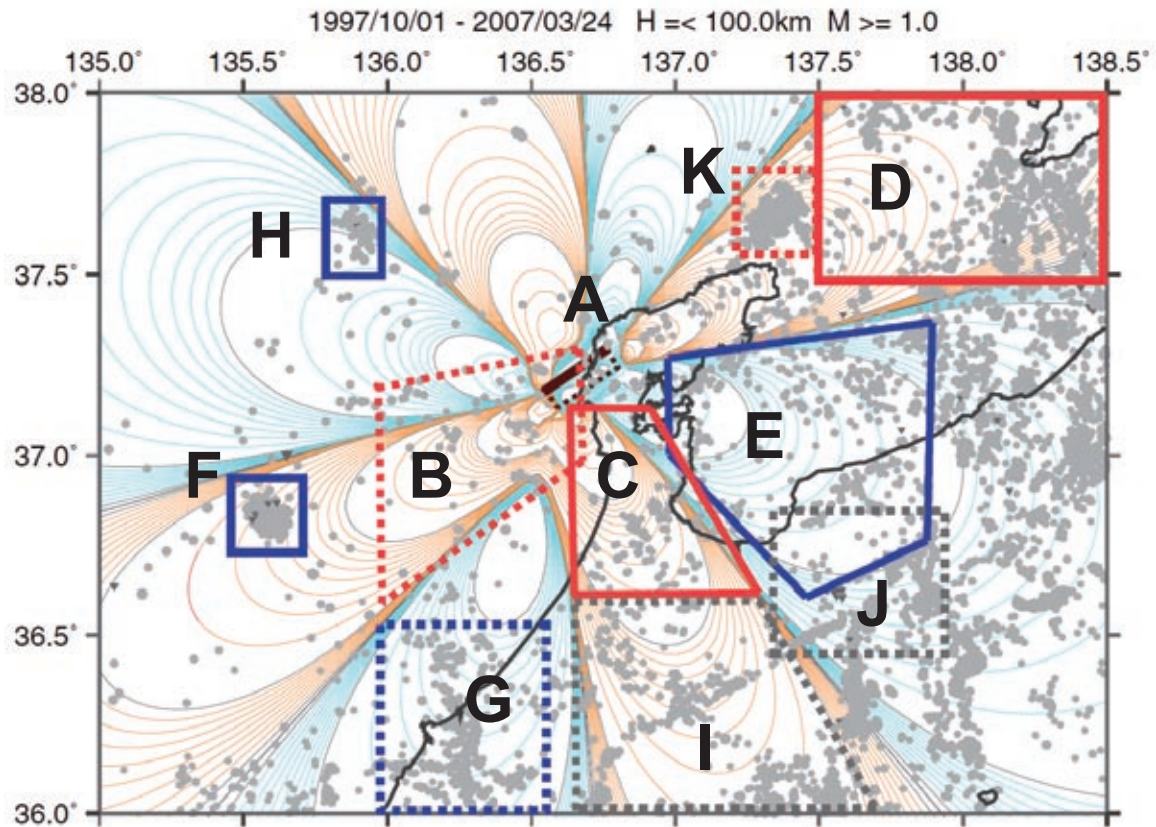 1997/10/01 - 2007/03/24 H =< 100.0km M >= 1.0
135.0° 135.5° 136.0° 136.5° 137.0° 137.5° 138.0° 138.5°
38.0°
K
D
H
37.5°
A
E
37.0°
F
B
C
J
36.5°
G
I
36.0°